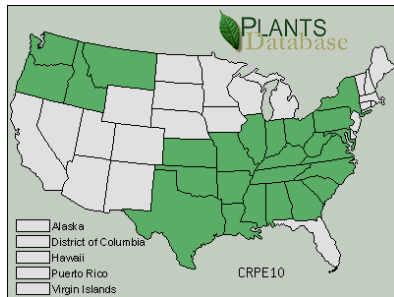 PLANTS
Database
Alaska
District of Columbia
Hawaii
Puerto Rico
Virgin Islands
CRPE10